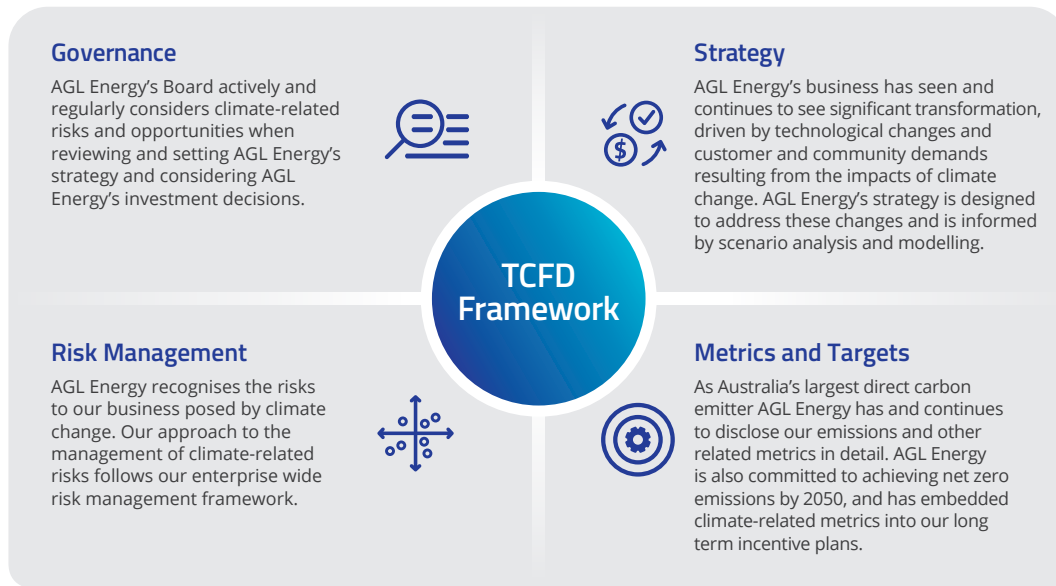 Governance
AGL Energy’s Board actively and
regularly considers climate-related
risks and opportunities when
reviewing and setting AGL Energy’s
strategy and considering AGL
Energy’s investment decisions.
Strategy
AGL Energy’s business has seen and
continues to see significant transformation,
driven by technological changes and
customer and community demands
resulting from the impacts of climate
change. AGL Energy’s strategy is designed
to address these changes and is informed
by scenario analysis and modelling.
TCFD
Framework
Risk Management
AGL Energy recognises the risks
to our business posed by climate
change. Our approach to the
management of climate-related
risks follows our enterprise wide
risk management framework.
Metrics and Targets
As Australia’s largest direct carbon
emitter AGL Energy has and continues
to disclose our emissions and other
related metrics in detail. AGL Energy
is also committed to achieving net zero
emissions by 2050, and has embedded
climate-related metrics into our long
term incentive plans.